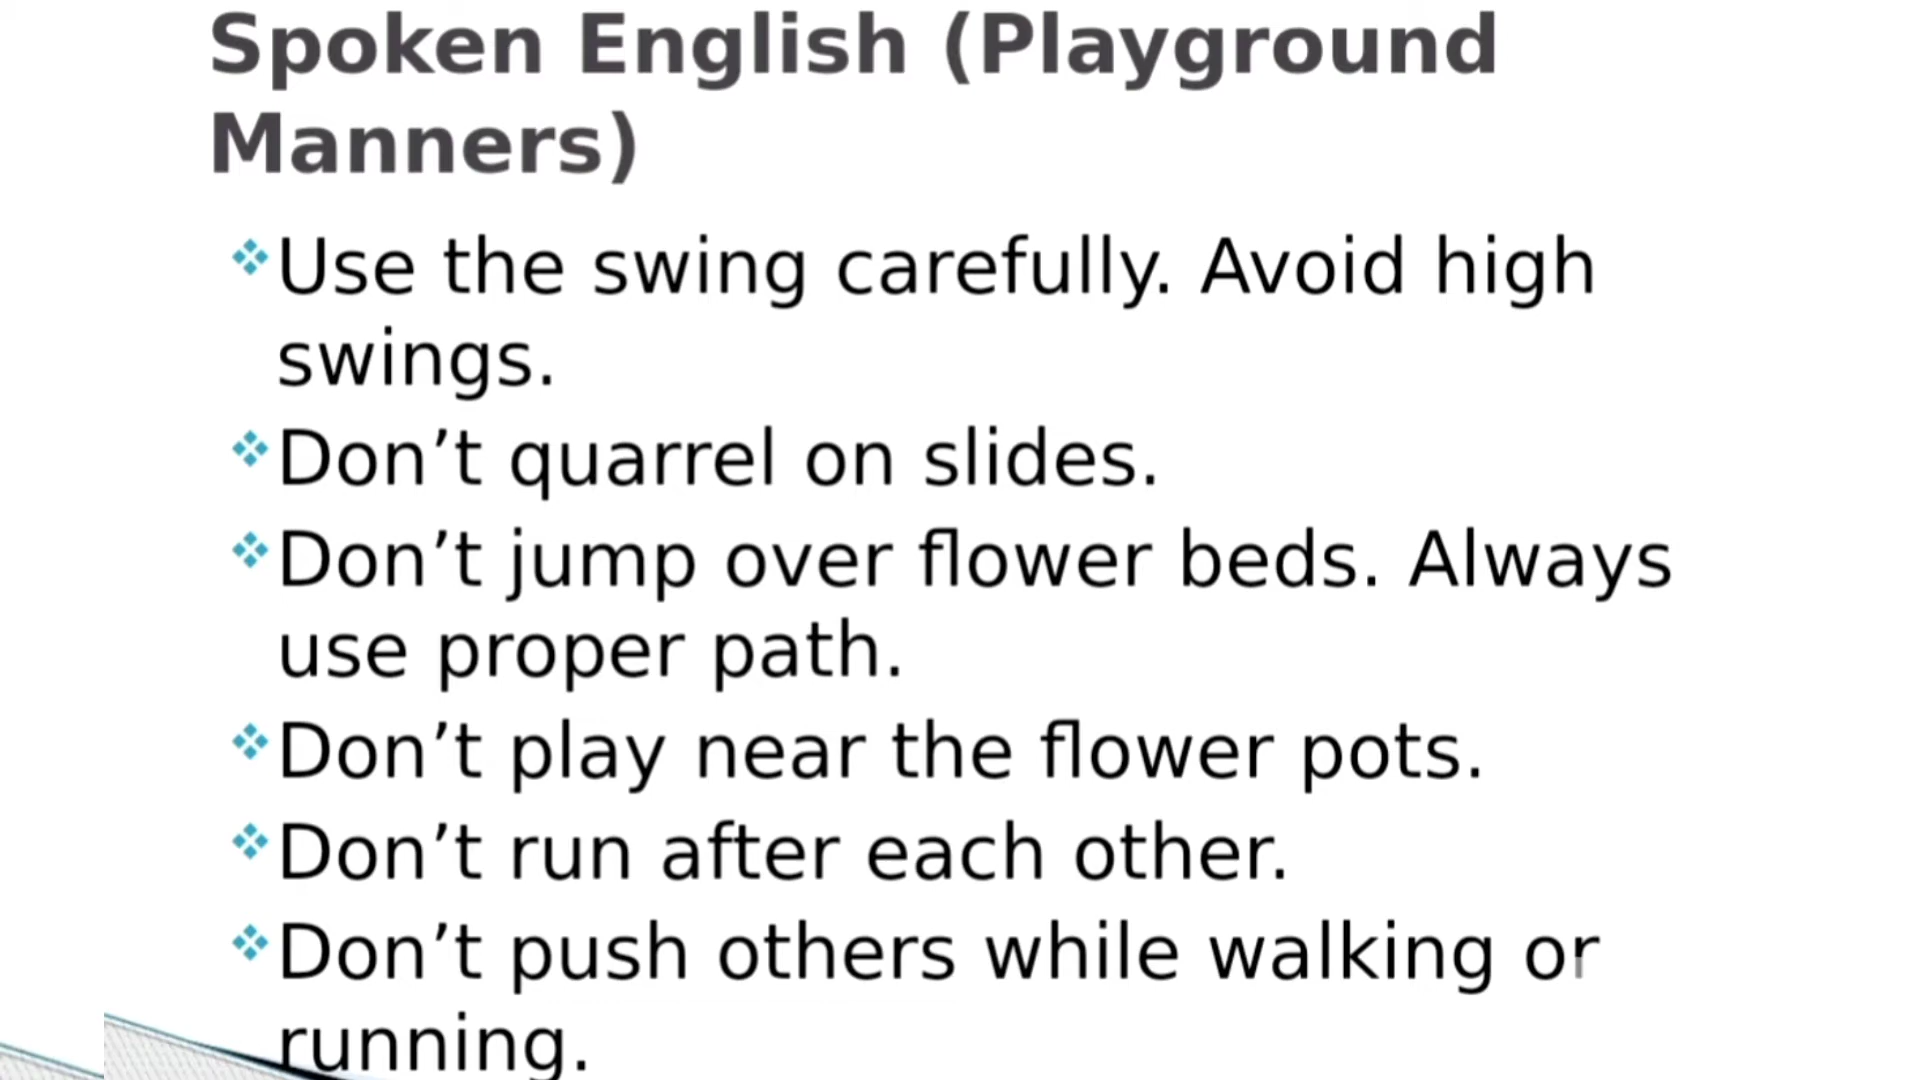 Spoken English (Playground
Manners)
Use the swing carefully. Avoid high
swings.
Don’t quarrel on slides.
Don’t jump over flower beds. Always
use proper path.
Don’t play near the flower pots.
Don’t run after each other.
Don’t push others while walking or
running.